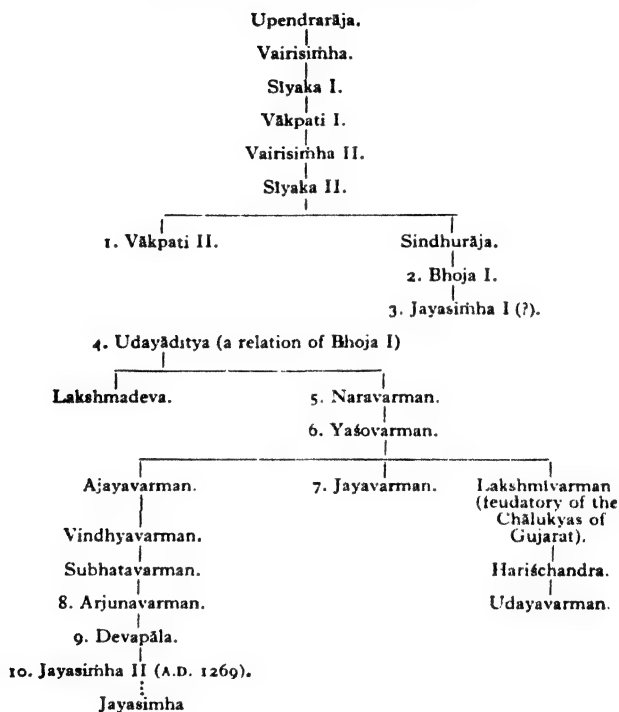 Upendrarāja.
Vairisiṁha.
Sīyaka I.
Vākpati I.
Vairisiṁha II.
Sīyaka II.
1. Vākpati II. Sindhurāja.
2. Bhoja I.
3. Jayasiṁha I (?).
4. Udayāditya (a relation of Bhoja I)
Lakshmadeva. 5. Naravarman.
6. Yaśovarman.
Ajayavarman. 7. Jayavarman. Lakshmīvarman
(feudatory of the
Chālukyas of
Gujarat).
Vindhyavarman.
Subhatavarman. Hariśchandra.
8. Arjunavarman. Udayavarman.
9. Devapāla.
10. Jayasiṁha II (A.D. 1269).
Jayasimha